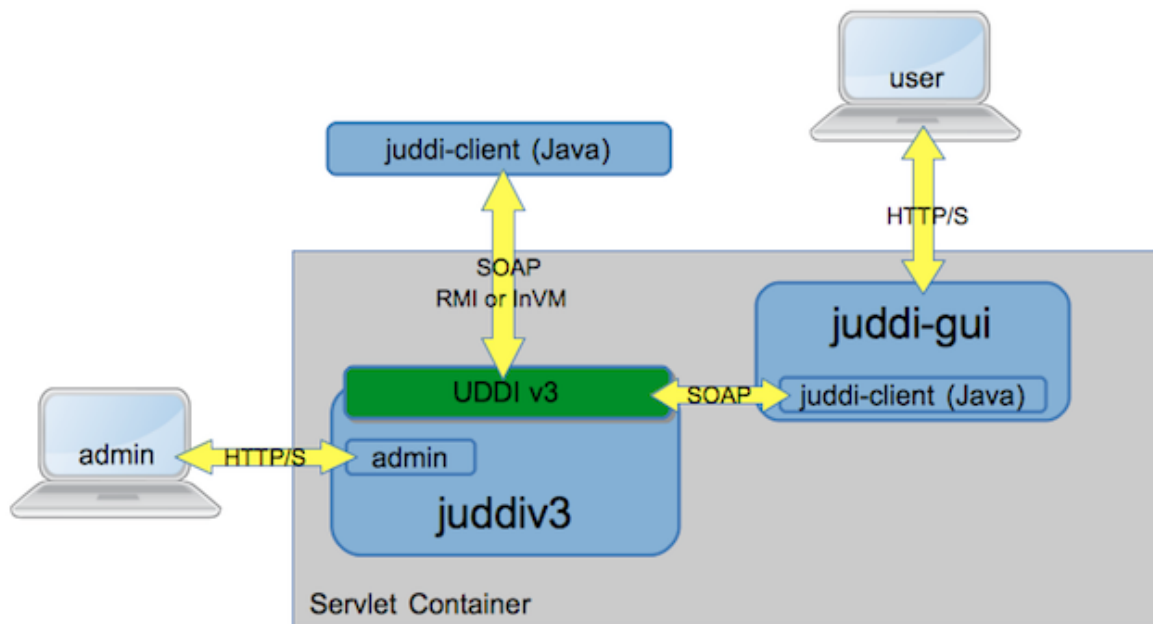 user
juddi-client (Java)
HTTP/S
SOAP
RMI or InVM
juddi-gui
UDDI v3
SOAP
juddi-client (Java)
admin
HTTP/S
admin
juddiv3
Servlet Container